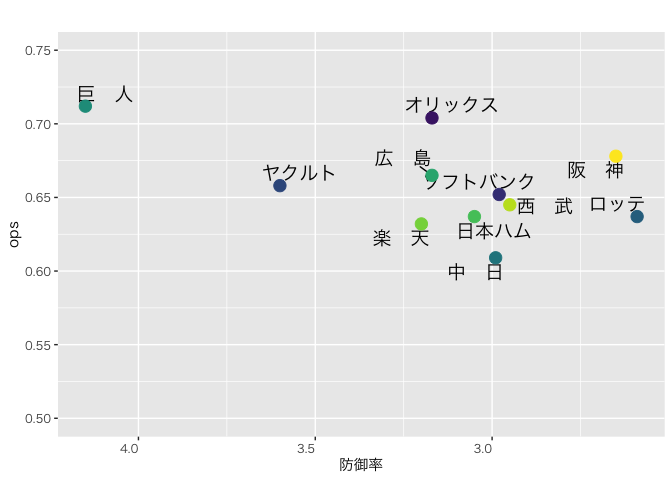 0.75
巨　人
オリックス
0.70
広　島
阪　神
ヤクルト
ソフトバンク
0.65
西　武
ロッテ
日本ハム
楽　天
中　日
0.60
0.55
0.50
ops
4.0 3.5 3.0
防御率